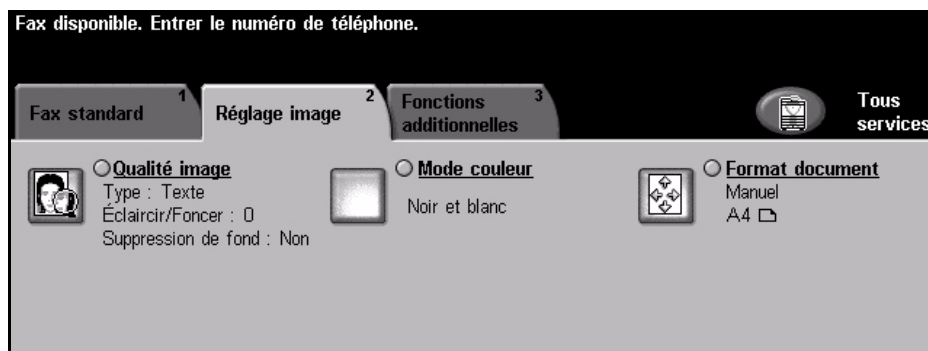 Fax disponible. Entrer le numéro de téléphone.
Fax standard 1
Réglage image 2
Fonctions additionnelles 3
Tous services
Qualité image
Type : Texte
Éclaircir/Foncer : 0
Suppression de fond : Non
Mode couleur
Noir et blanc
Format document
Manuel
A4